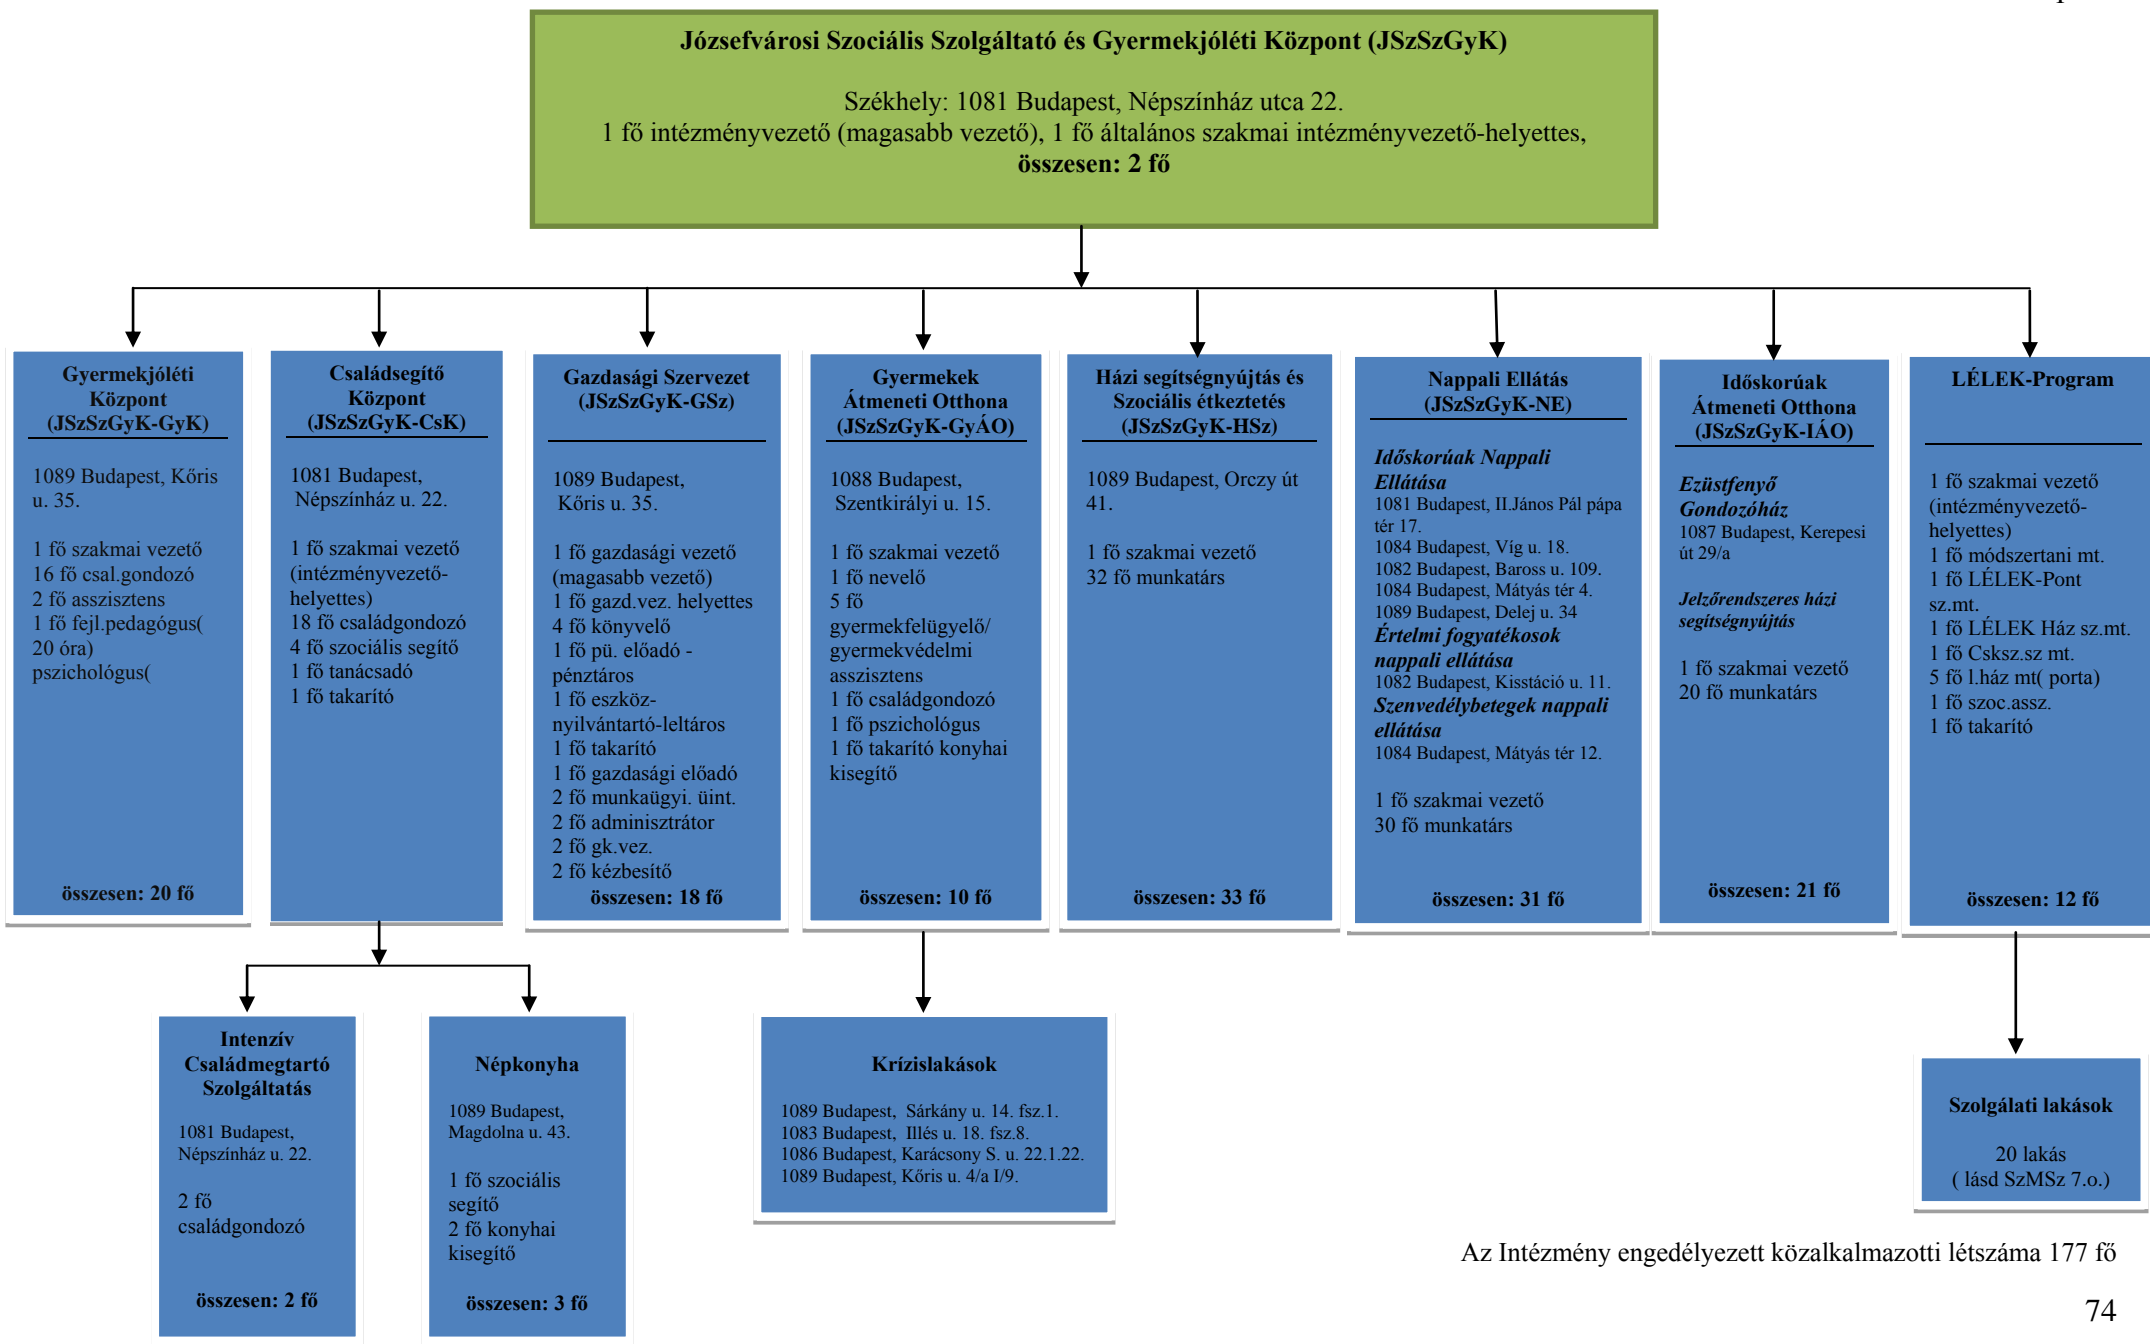 Józsefvárosi Szociális Szolgáltató és Gyermekjóléti Központ (JSzSzGyK)
Székhely: 1081 Budapest, Népszínház utca 22.
1 fő intézményvezető (magasabb vezető), 1 fő általános szakmai intézményvezető-helyettes,
összesen: 2 fő
Gyermekjóléti
Központ
(JSzSzGyK-GyK)
1089 Budapest, Kőris
u. 35.
1 fő szakmai vezető
16 fő csal.gondozó
2 fő asszisztens
1 fő fejl.pedagógus(
20 óra)
pszichológus(
összesen: 20 fő
Családsegítő
Központ
(JSzSzGyK-CsK)
1081 Budapest,
Népszínház u. 22.
1 fő szakmai vezető
(intézményvezető-
helyettes)
18 fő családgondozó
4 fő szociális segítő
1 fő tanácsadó
1 fő takarító
Gazdasági Szervezet
(JSzSzGyK-GSz)
1089 Budapest,
Kőris u. 35.
1 fő gazdasági vezető
(magasabb vezető)
1 fő gazd.vez. helyettes
4 fő könyvelő
1 fő pü. előadó -
pénztáros
1 fő eszköz-
nyilvántartó-leltáros
1 fő takarító
1 fő gazdasági előadó
2 fő munkaügyi. üint.
2 fő adminisztrátor
2 fő gk.vez.
2 fő kézbesítő
összesen: 18 fő
Gyermekek
Átmeneti Otthona
(JSzSzGyK-GyÁO)
1088 Budapest,
Szentkirályi u. 15.
1 fő szakmai vezető
1 fő nevelő
5 fő
gyermekfelügyelő/
gyermekvédelmi
asszisztens
1 fő családgondozó
1 fő pszichológus
1 fő takarító konyhai
kisegítő
összesen: 10 fő
Házi segítségnyújtás és
Szociális étkeztetés
(JSzSzGyK-HSz)
1089 Budapest, Orczy út
41.
1 fő szakmai vezető
32 fő munkatárs
összesen: 33 fő
Nappali Ellátás
(JSzSzGyK-NE)
Időskorúak Nappali
Ellátása
1081 Budapest, II.János Pál pápa
tér 17.
1084 Budapest, Víg u. 18.
1082 Budapest, Baross u. 109.
1084 Budapest, Mátyás tér 4.
1089 Budapest, Delej u. 34
Értelmi fogyatékosok
nappali ellátása
1082 Budapest, Kisstáció u. 11.
Szenvedélybetegek nappali
ellátása
1084 Budapest, Mátyás tér 12.
1 fő szakmai vezető
30 fő munkatárs
összesen: 31 fő
Időskorúak
Átmeneti Otthona
(JSzSzGyK-IÁO)
Ezüstfenyő
Gondozóház
1087 Budapest, Kerepesi
út 29/a
Jelzőrendszeres házi
segítségnyújtás
1 fő szakmai vezető
20 fő munkatárs
összesen: 21 fő
LÉLEK-Program
1 fő szakmai vezető
(intézményvezető-
helyettes)
1 fő módszertani mt.
1 fő LÉLEK-Pont
sz.mt.
1 fő LÉLEK Ház sz.mt.
1 fő Csksz.sz mt.
5 fő l.ház mt( porta)
1 fő szoc.assz.
1 fő takarító
összesen: 12 fő
Intenzív
Családmegtartó
Szolgáltatás
1081 Budapest,
Népszínház u. 22.
2 fő
családgondozó
összesen: 2 fő
Népkonyha
1089 Budapest,
Magdolna u. 43.
1 fő szociális
segítő
2 fő konyhai
kisegítő
összesen: 3 fő
Krízislakások
1089 Budapest, Sárkány u. 14. fsz.1.
1083 Budapest, Illés u. 18. fsz.8.
1086 Budapest, Karácsony S. u. 22.1.22.
1089 Budapest, Kőris u. 4/a I/9.
Szolgálati lakások
20 lakás
( lásd SzMSz 7.o.)
Az Intézmény engedélyezett közalkalmazotti létszáma 177 fő
74